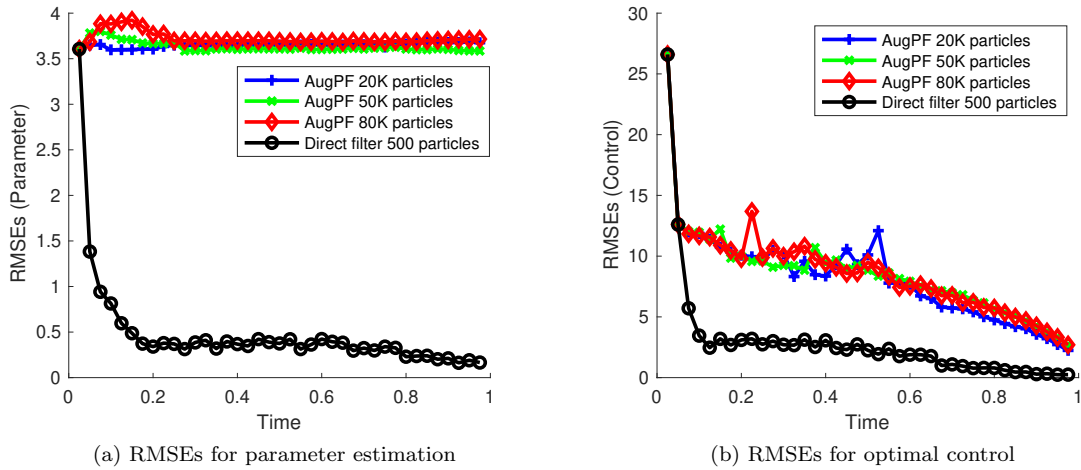 4
3.5
3
2.5
2
1.5
1
0.5
0
0
0.2
0.4
0.6
0.8
1
RMSEs (Parameter)
Time
AugPF 20K particles
AugPF 50K particles
AugPF 80K particles
Direct filter 500 particles
(a) RMSEs for parameter estimation
30
25
20
15
10
5
0
0
0.2
0.4
0.6
0.8
1
RMSEs (Control)
Time
AugPF 20K particles
AugPF 50K particles
AugPF 80K particles
Direct filter 500 particles
(b) RMSEs for optimal control